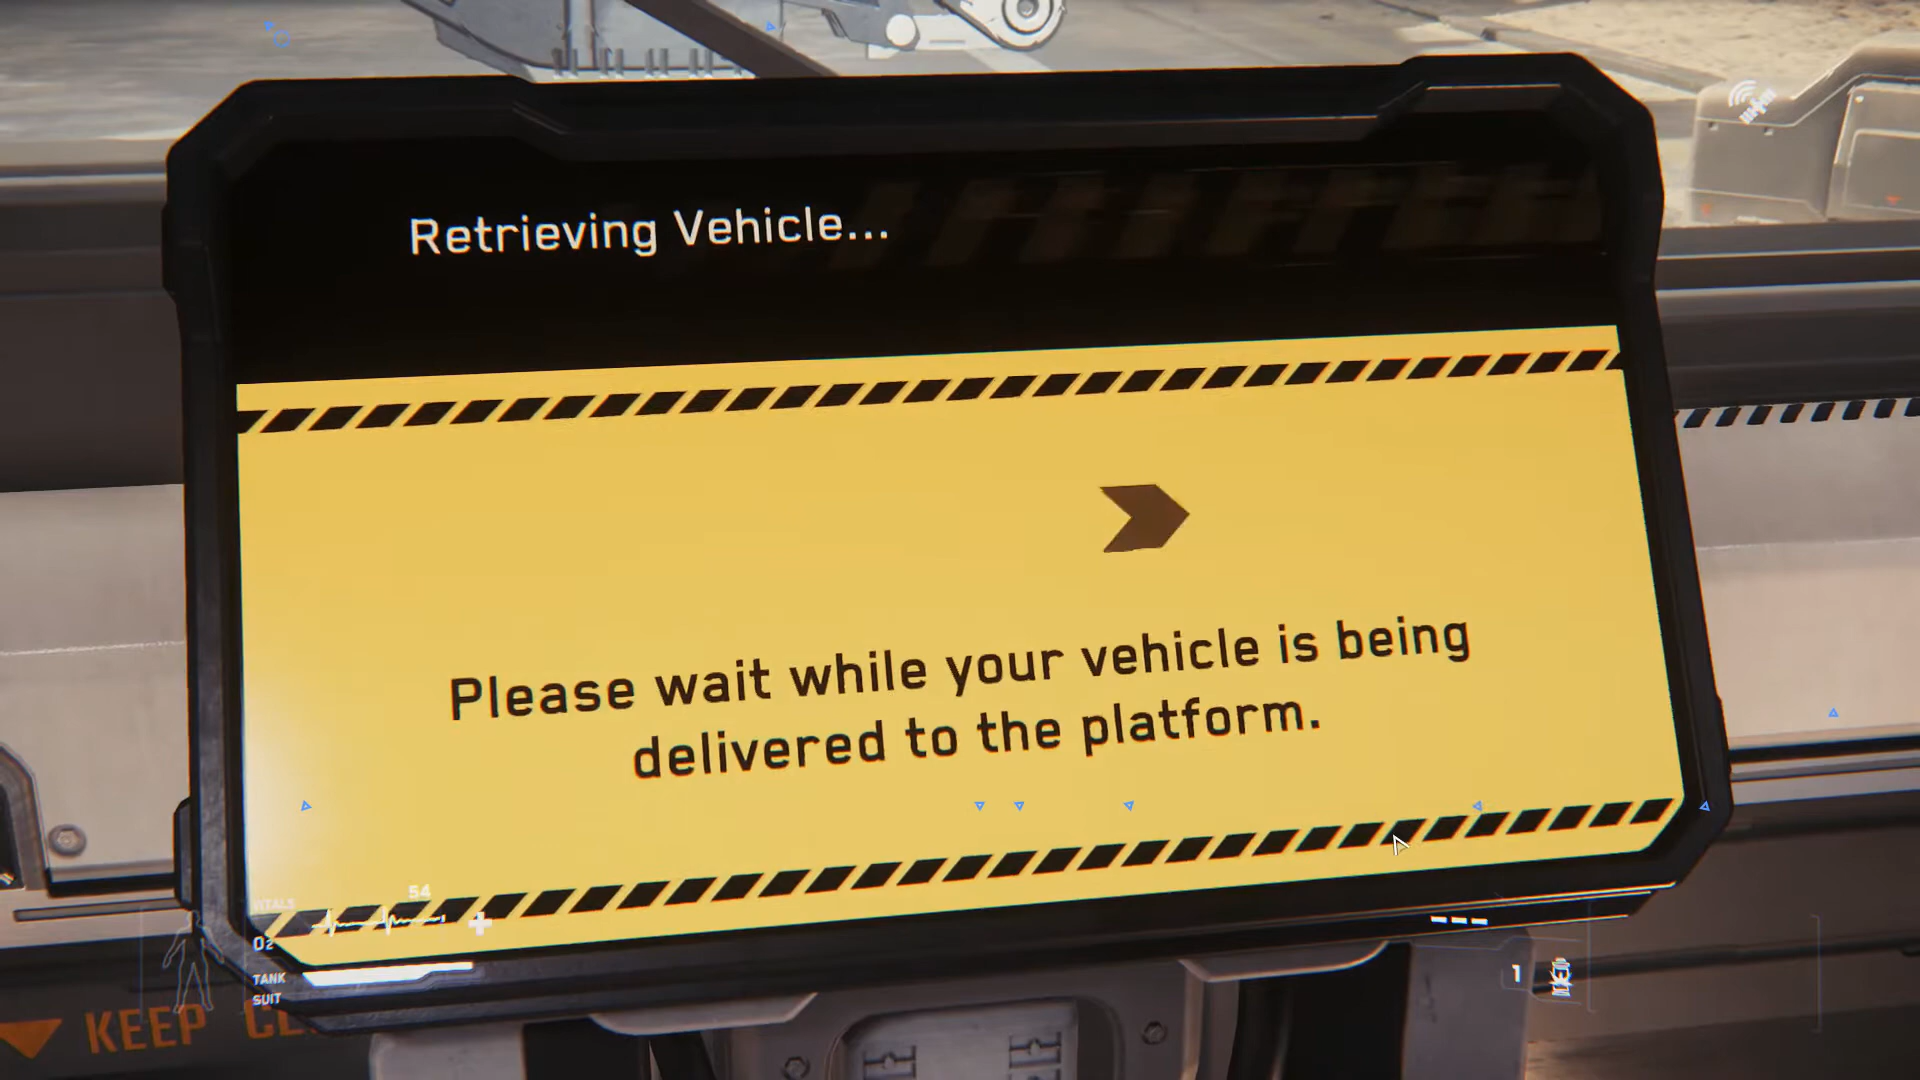 Retrieving Vehicle...
Please wait while your vehicle is being
delivered to the platform.
54
VITALS
O2
TANK
SUIT
1
KEEP